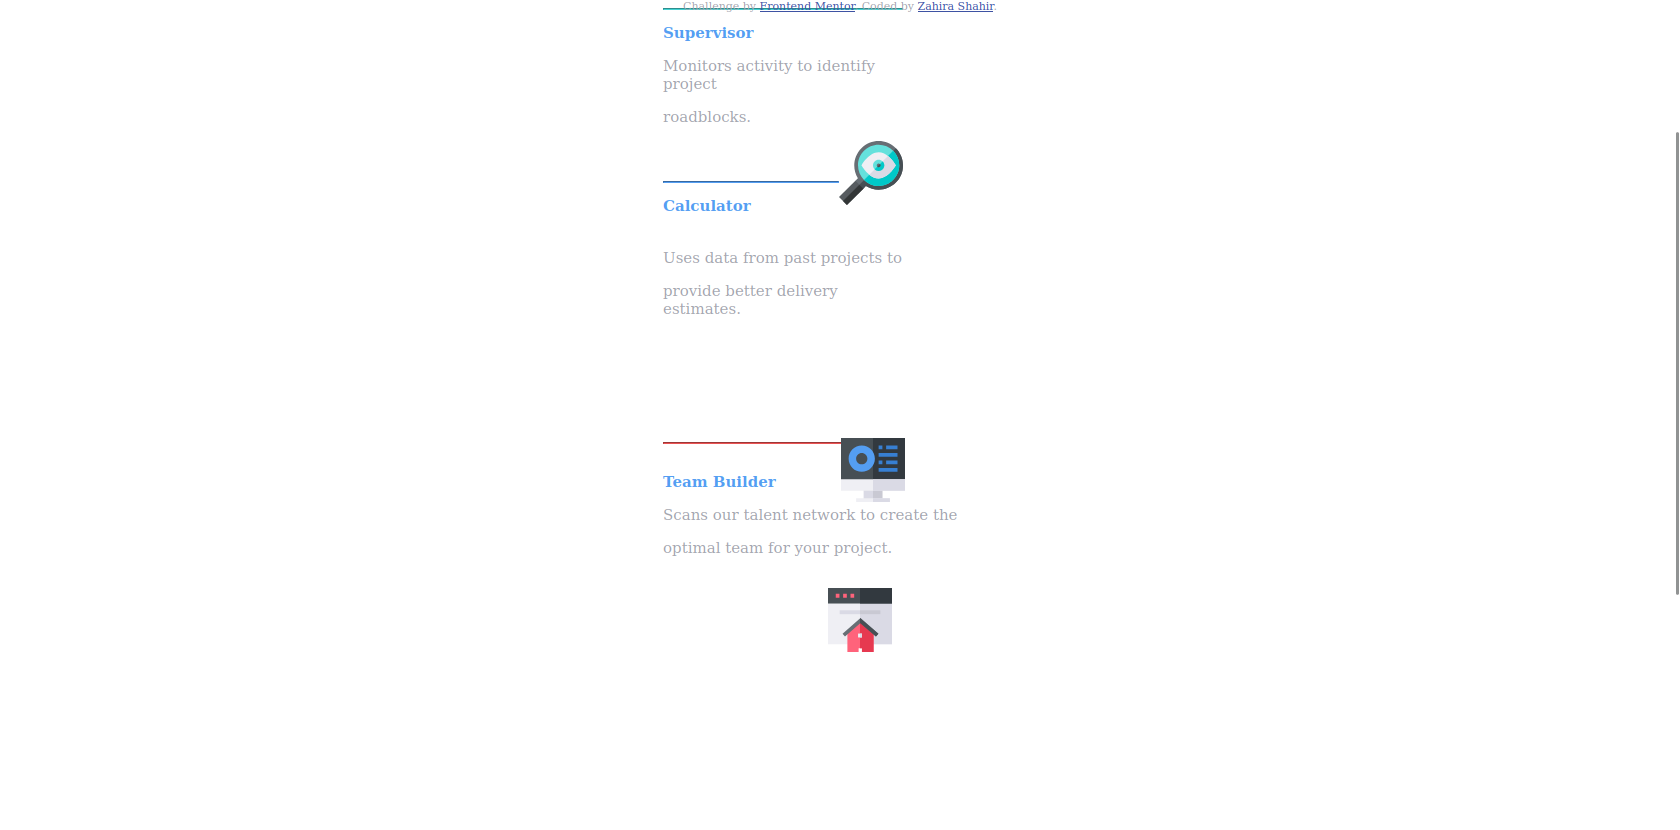 Challenge by Frontend Mentor. Coded by Zahira Shahir.
Supervisor
Monitors activity to identify
project
roadblocks.
Calculator
Uses data from past projects to
provide better delivery
estimates.
Team Builder
Scans our talent network to create the
optimal team for your project.